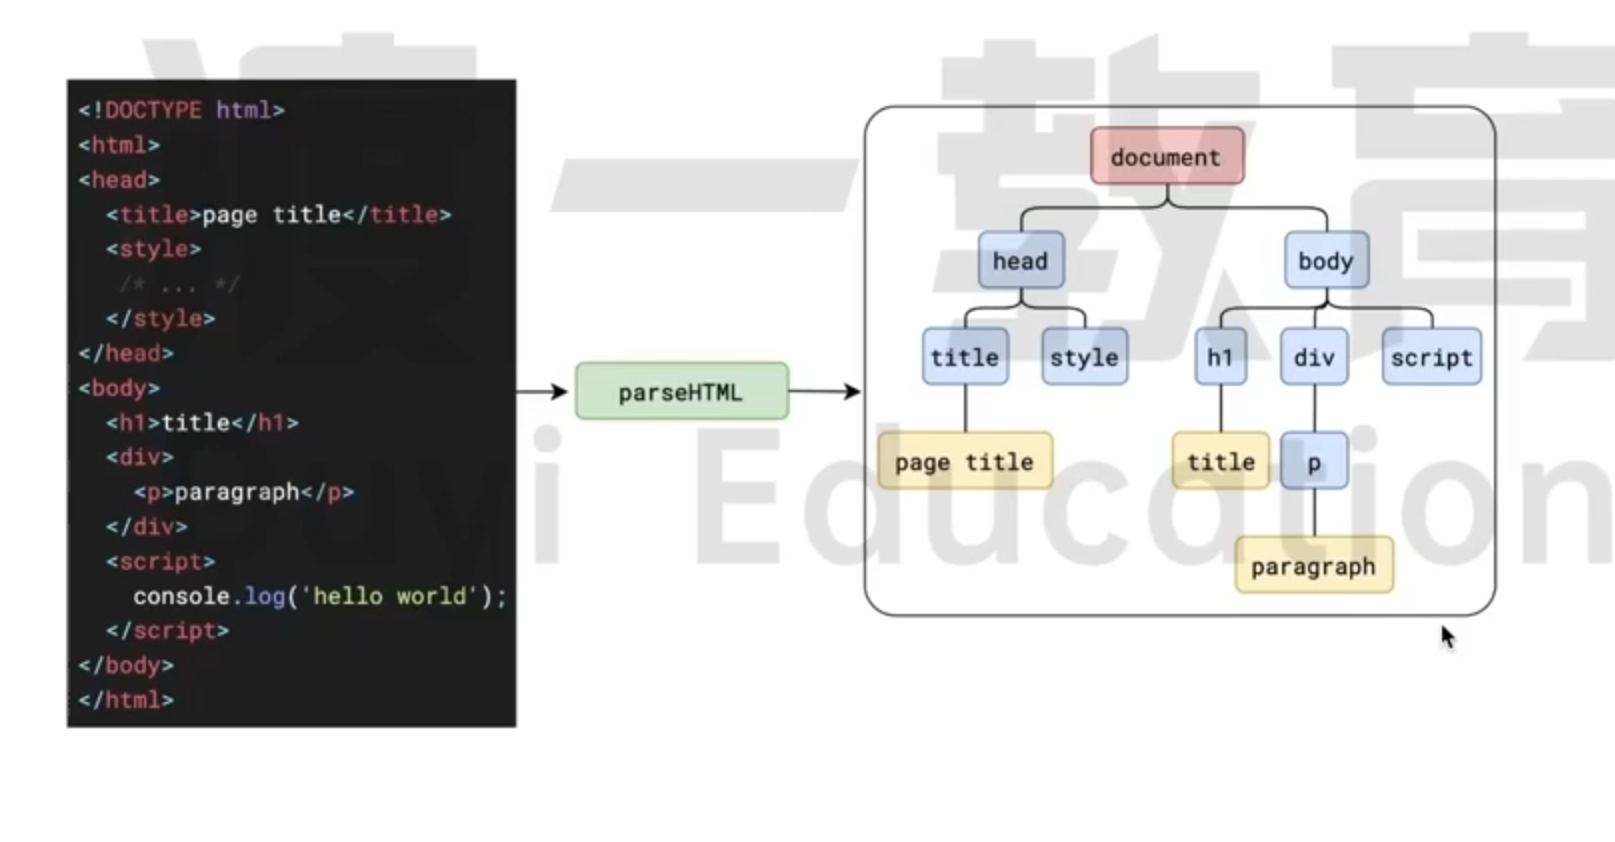 <!DOCTYPE html>
<html>
<head>
<title>page title</title>
<style>
/* ... */
</style>
</head>
<body>
<h1>title</h1>
<div>
<p>paragraph</p>
</div>
<script>
console.log('hello world');
</script>
</body>
</html>
parseHTML
document
head body
title style h1 div script
page title title p
paragraph
渡一教育
Duyi Education